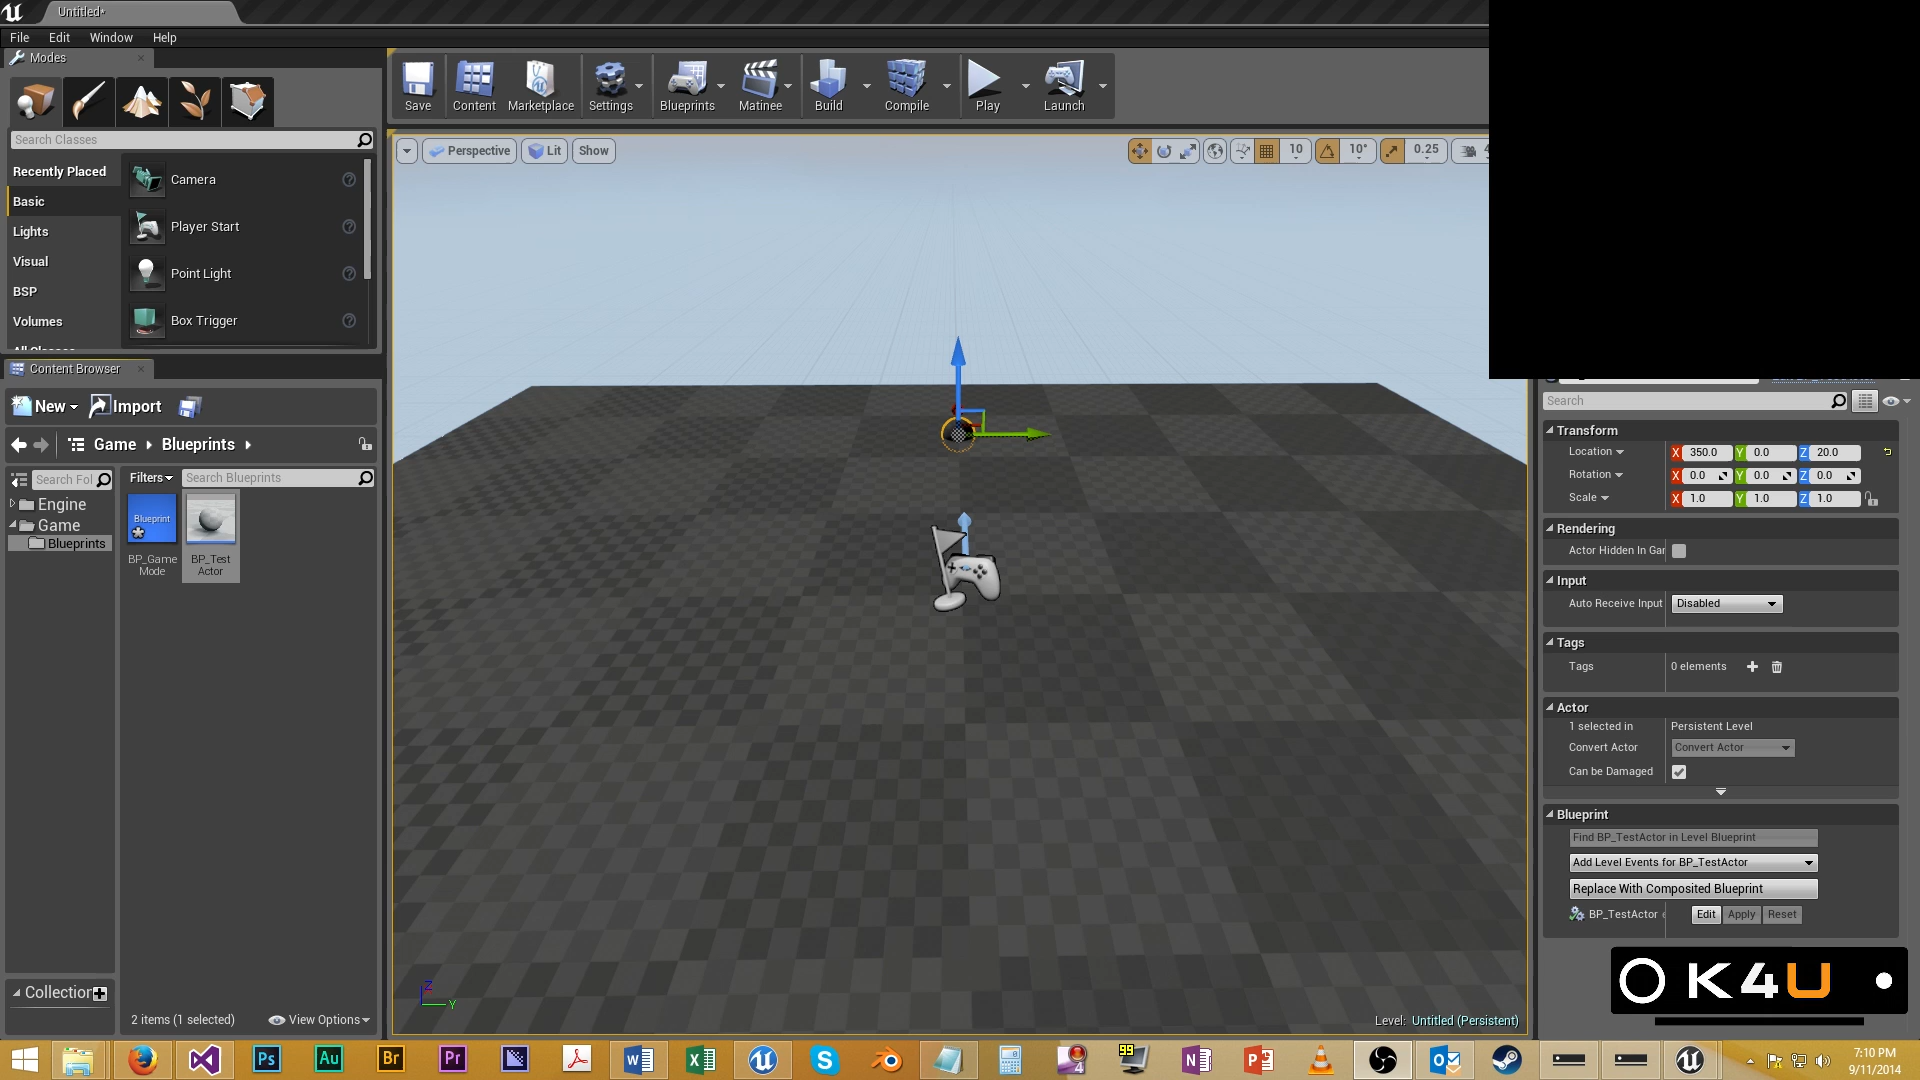 Untitled*
File Edit Window Help
Modes
Save
Content
Marketplace
Settings
Blueprints
Matinee
Build
Compile
Play
Launch
Search Classes
Recently Placed
Basic
Lights
Visual
BSP
Volumes
All Classes
Camera
Player Start
Point Light
Box Trigger
Perspective Lit Show
10 10° 0.25 4
Content Browser
New Import
Game Blueprints
Search Fol
Engine
Game
Blueprints
Filters Search Blueprints
Blueprint
BP_Game
Mode
BP_Test
Actor
Collection
2 items (1 selected) View Options
Z
Y
Level: Untitled (Persistent)
Search
Transform
Location X 350.0 Y 0.0 Z 20.0
Rotation X 0.0 Y 0.0 Z 0.0
Scale X 1.0 Y 1.0 Z 1.0
Rendering
Actor Hidden In Gar
Input
Auto Receive Input Disabled
Tags
Tags 0 elements
Actor
1 selected in Persistent Level
Convert Actor Convert Actor
Can be Damaged
Blueprint
Find BP_TestActor in Level Blueprint
Add Level Events for BP_TestActor
Replace With Composited Blueprint
BP_TestActor Edit Apply Reset
OK4U
Ps Au Br Pr
99
7:10 PM
9/11/2014